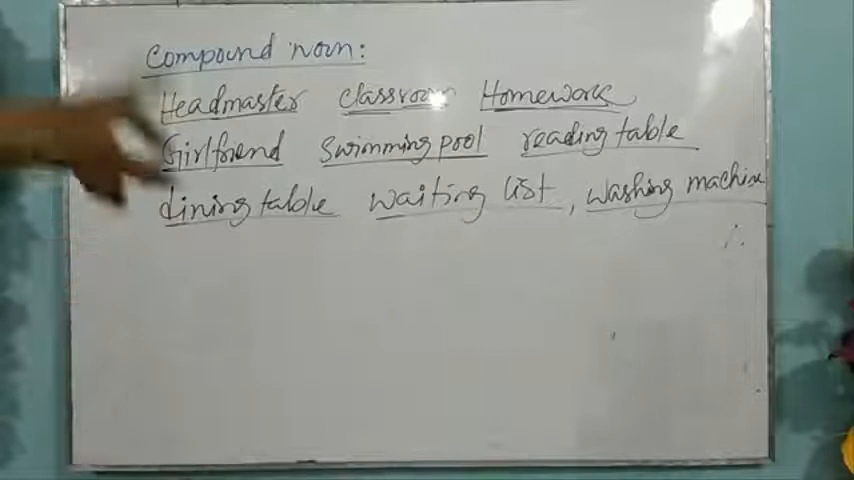 Compound noun:
Headmaster classroom Homework
Girlfriend Swimming pool reading table
dining table waiting list, washing machine